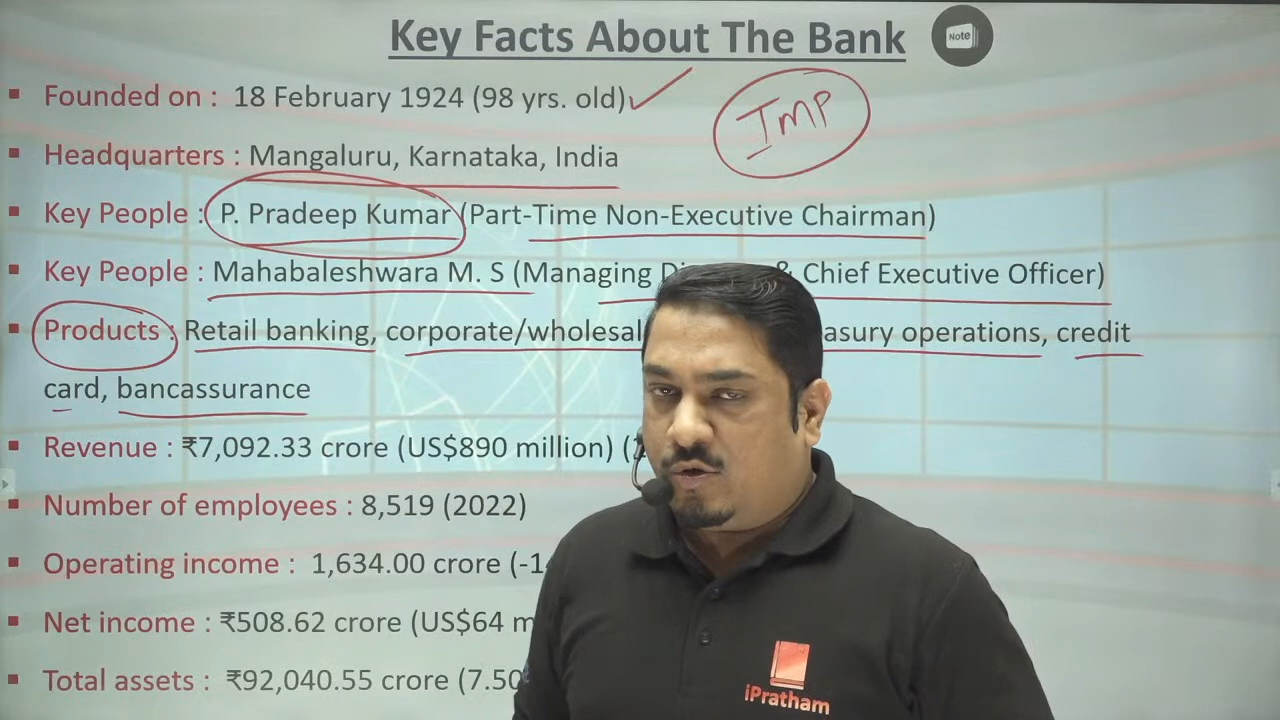 Key Facts About The Bank
Note
Founded on : 18 February 1924 (98 yrs. old)
IMP
Headquarters : Mangaluru, Karnataka, India
Key People : P. Pradeep Kumar (Part-Time Non-Executive Chairman)
Key People : Mahabaleshwara M. S (Managing & Chief Executive Officer)
Products : Retail banking, corporate/wholesal asury operations, credit
card, bancassurance
Revenue : ₹7,092.33 crore (US$890 million)
Number of employees : 8,519 (2022)
Operating income : 1,634.00 crore (-1
Net income : ₹508.62 crore (US$64 m
Total assets : ₹92,040.55 crore (7.50
iPratham